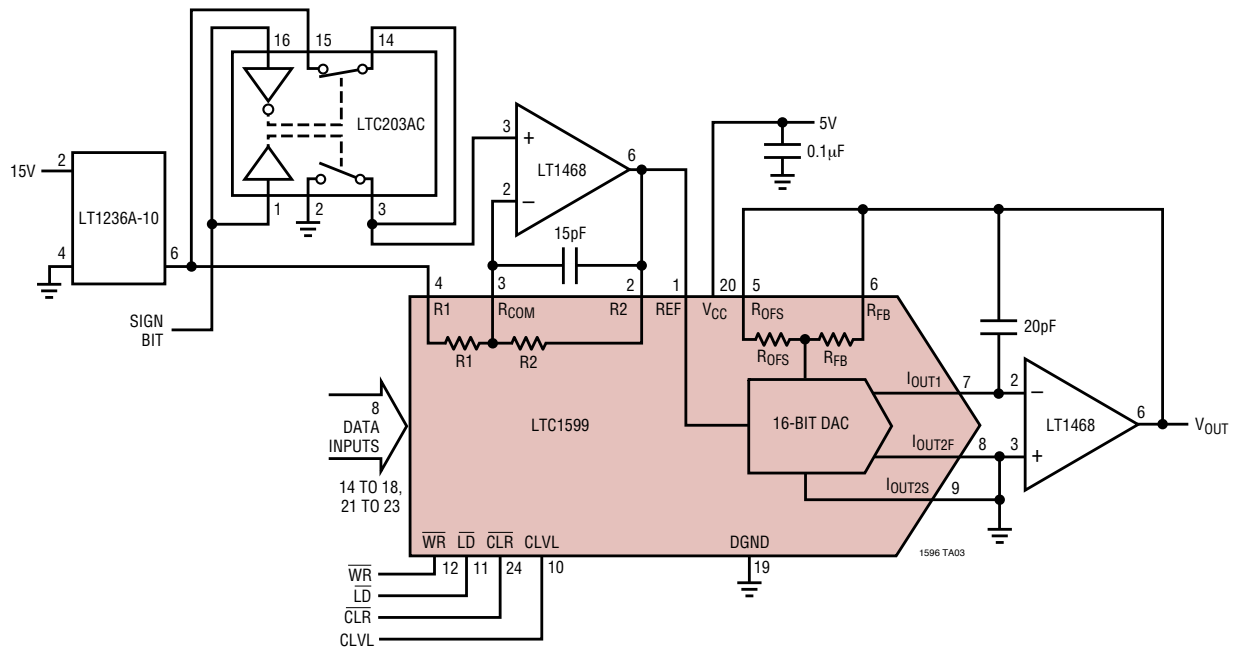 16
15
14
LTC203AC
1
2
3
15V
2
LT1236A-10
4
6
SIGN
BIT
3
+
2
−
LT1468
6
15pF
5V
0.1µF
4
3
2
1
20
5
6
R1
RCOM
R2
REF
VCC
ROFS
RFB
R1
R2
ROFS
RFB
20pF
8
DATA
INPUTS
14 TO 18,
21 TO 23
LTC1599
16-BIT DAC
IOUT1
7
IOUT2F
8
IOUT2S
9
2
−
3
+
LT1468
6
VOUT
WR
LD
CLR
CLVL
DGND
12
11
24
10
19
WR
LD
CLR
CLVL
1596 TA03